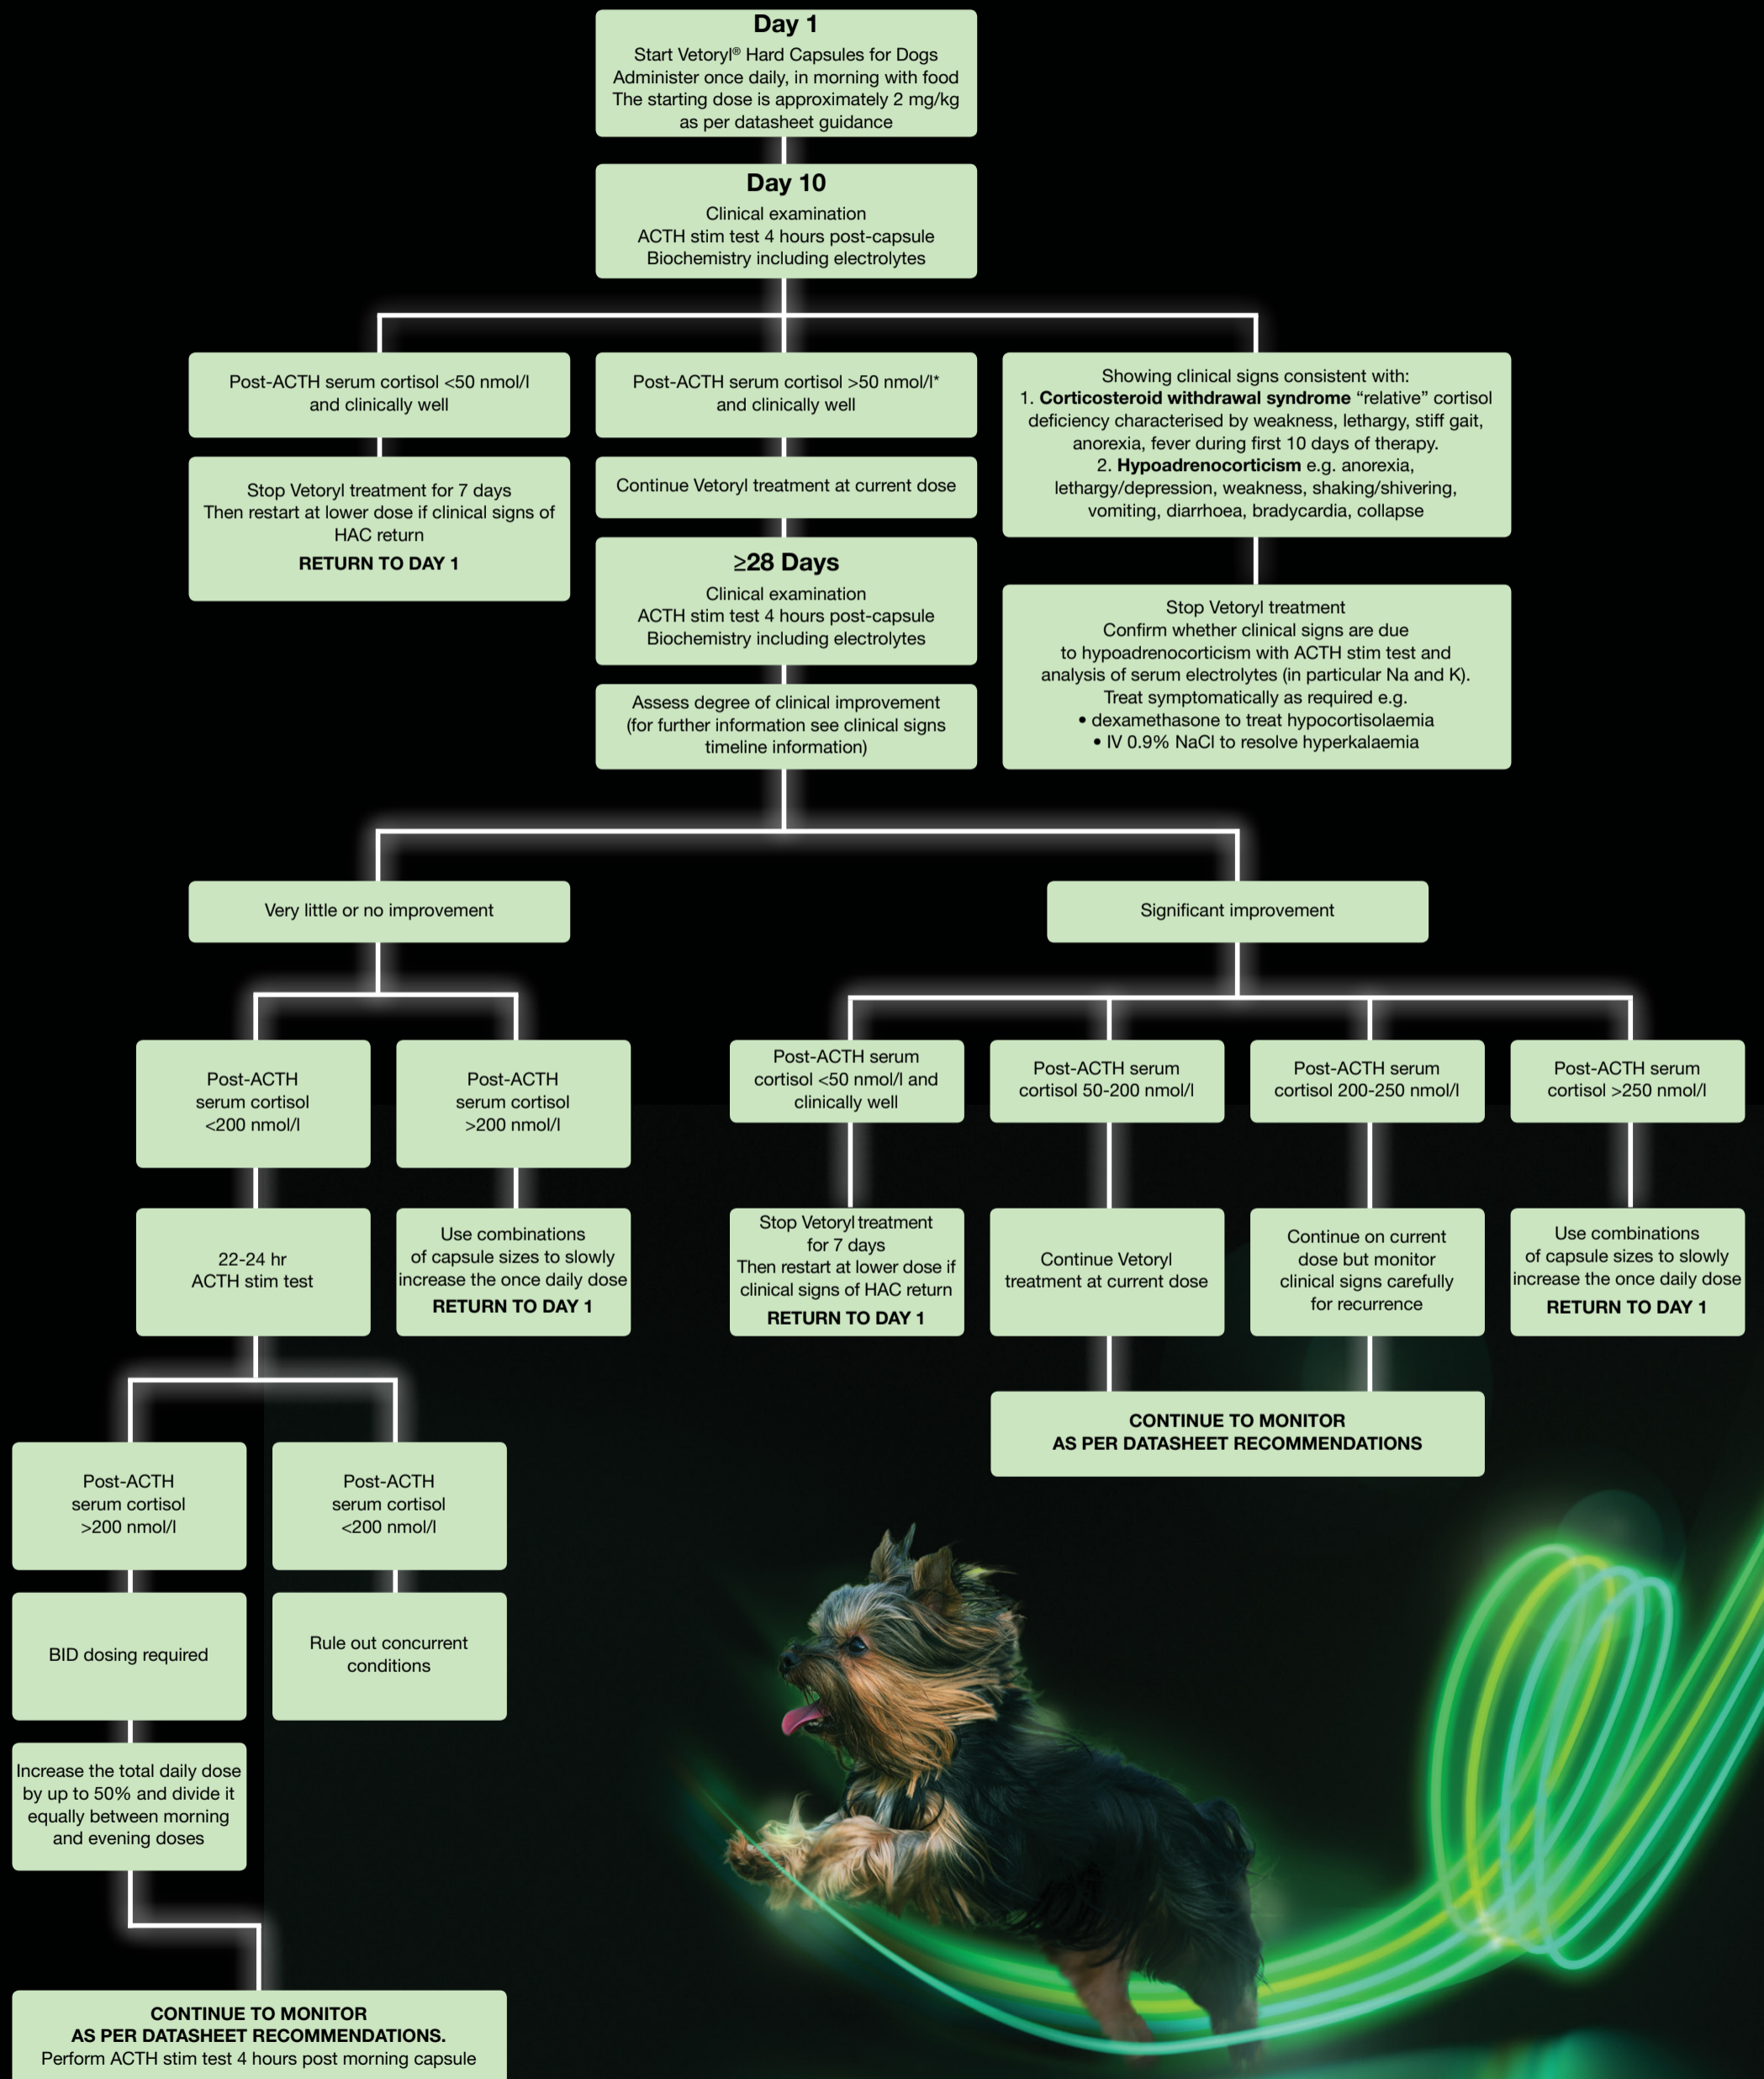 Day 1
Start Vetoryl® Hard Capsules for Dogs
Administer once daily, in morning with food
The starting dose is approximately 2 mg/kg
as per datasheet guidance
Day 10
Clinical examination
ACTH stim test 4 hours post-capsule
Biochemistry including electrolytes
Post-ACTH serum cortisol <50 nmol/l
and clinically well
Stop Vetoryl treatment for 7 days
Then restart at lower dose if clinical signs of
HAC return
RETURN TO DAY 1
Post-ACTH serum cortisol >50 nmol/l*
and clinically well
Continue Vetoryl treatment at current dose
≥28 Days
Clinical examination
ACTH stim test 4 hours post-capsule
Biochemistry including electrolytes
Assess degree of clinical improvement
(for further information see clinical signs
timeline information)
Showing clinical signs consistent with:
1. Corticosteroid withdrawal syndrome “relative” cortisol
deficiency characterised by weakness, lethargy, stiff gait,
anorexia, fever during first 10 days of therapy.
2. Hypoadrenocorticism e.g. anorexia,
lethargy/depression, weakness, shaking/shivering,
vomiting, diarrhoea, bradycardia, collapse
Stop Vetoryl treatment
Confirm whether clinical signs are due
to hypoadrenocorticism with ACTH stim test and
analysis of serum electrolytes (in particular Na and K).
Treat symptomatically as required e.g.
• dexamethasone to treat hypocortisolaemia
• IV 0.9% NaCl to resolve hyperkalaemia
Very little or no improvement
Significant improvement
Post-ACTH
serum cortisol
<200 nmol/l
Post-ACTH
serum cortisol
>200 nmol/l
22-24 hr
ACTH stim test
Use combinations
of capsule sizes to slowly
increase the once daily dose
RETURN TO DAY 1
Post-ACTH serum
cortisol <50 nmol/l and
clinically well
Post-ACTH serum
cortisol 50-200 nmol/l
Post-ACTH serum
cortisol 200-250 nmol/l
Post-ACTH serum
cortisol >250 nmol/l
Stop Vetoryl treatment
for 7 days
Then restart at lower dose if
clinical signs of HAC return
RETURN TO DAY 1
Continue Vetoryl
treatment at current dose
Continue on current
dose but monitor
clinical signs carefully
for recurrence
Use combinations
of capsule sizes to slowly
increase the once daily dose
RETURN TO DAY 1
CONTINUE TO MONITOR
AS PER DATASHEET RECOMMENDATIONS
Post-ACTH
serum cortisol
>200 nmol/l
Post-ACTH
serum cortisol
<200 nmol/l
BID dosing required
Rule out concurrent
conditions
Increase the total daily dose
by up to 50% and divide it
equally between morning
and evening doses
CONTINUE TO MONITOR
AS PER DATASHEET RECOMMENDATIONS.
Perform ACTH stim test 4 hours post morning capsule